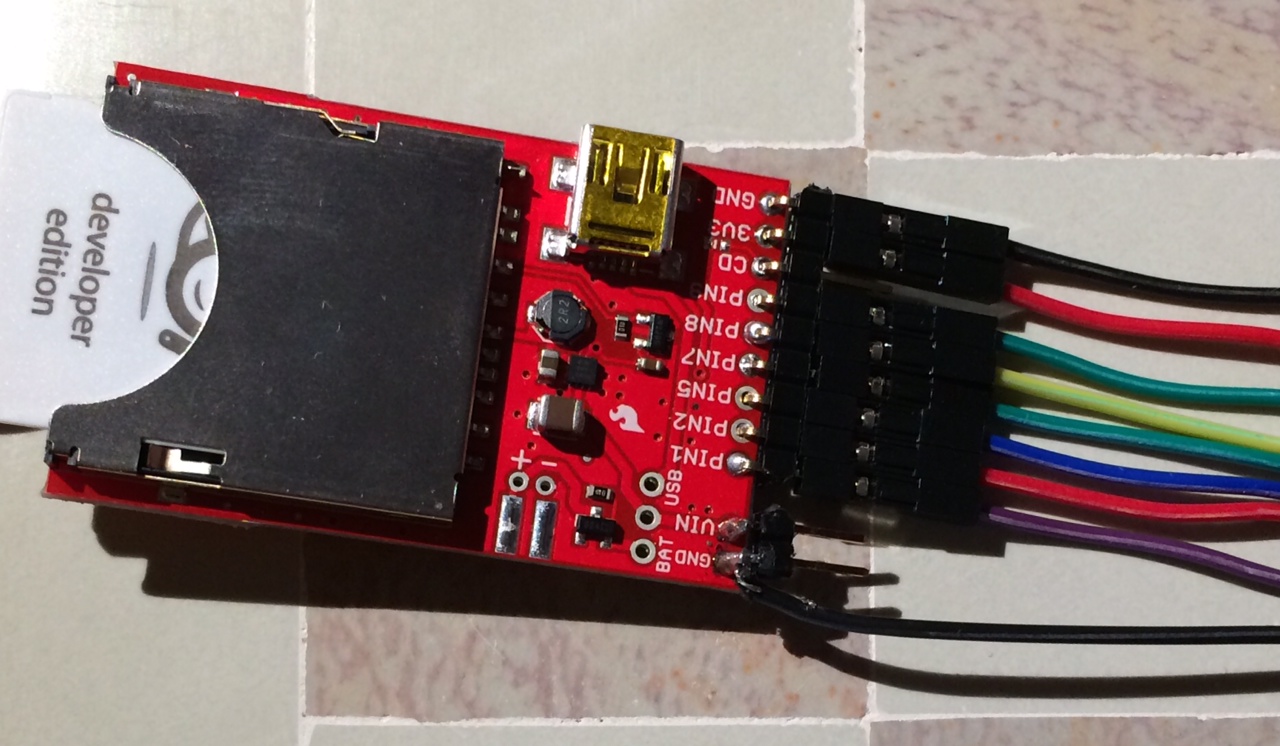 developer
edition
GND
3V3
CD
PIN9
PIN8
PIN7
PIN5
PIN2
PIN1
VIN
GND
USB
BAT
+ -
2R2